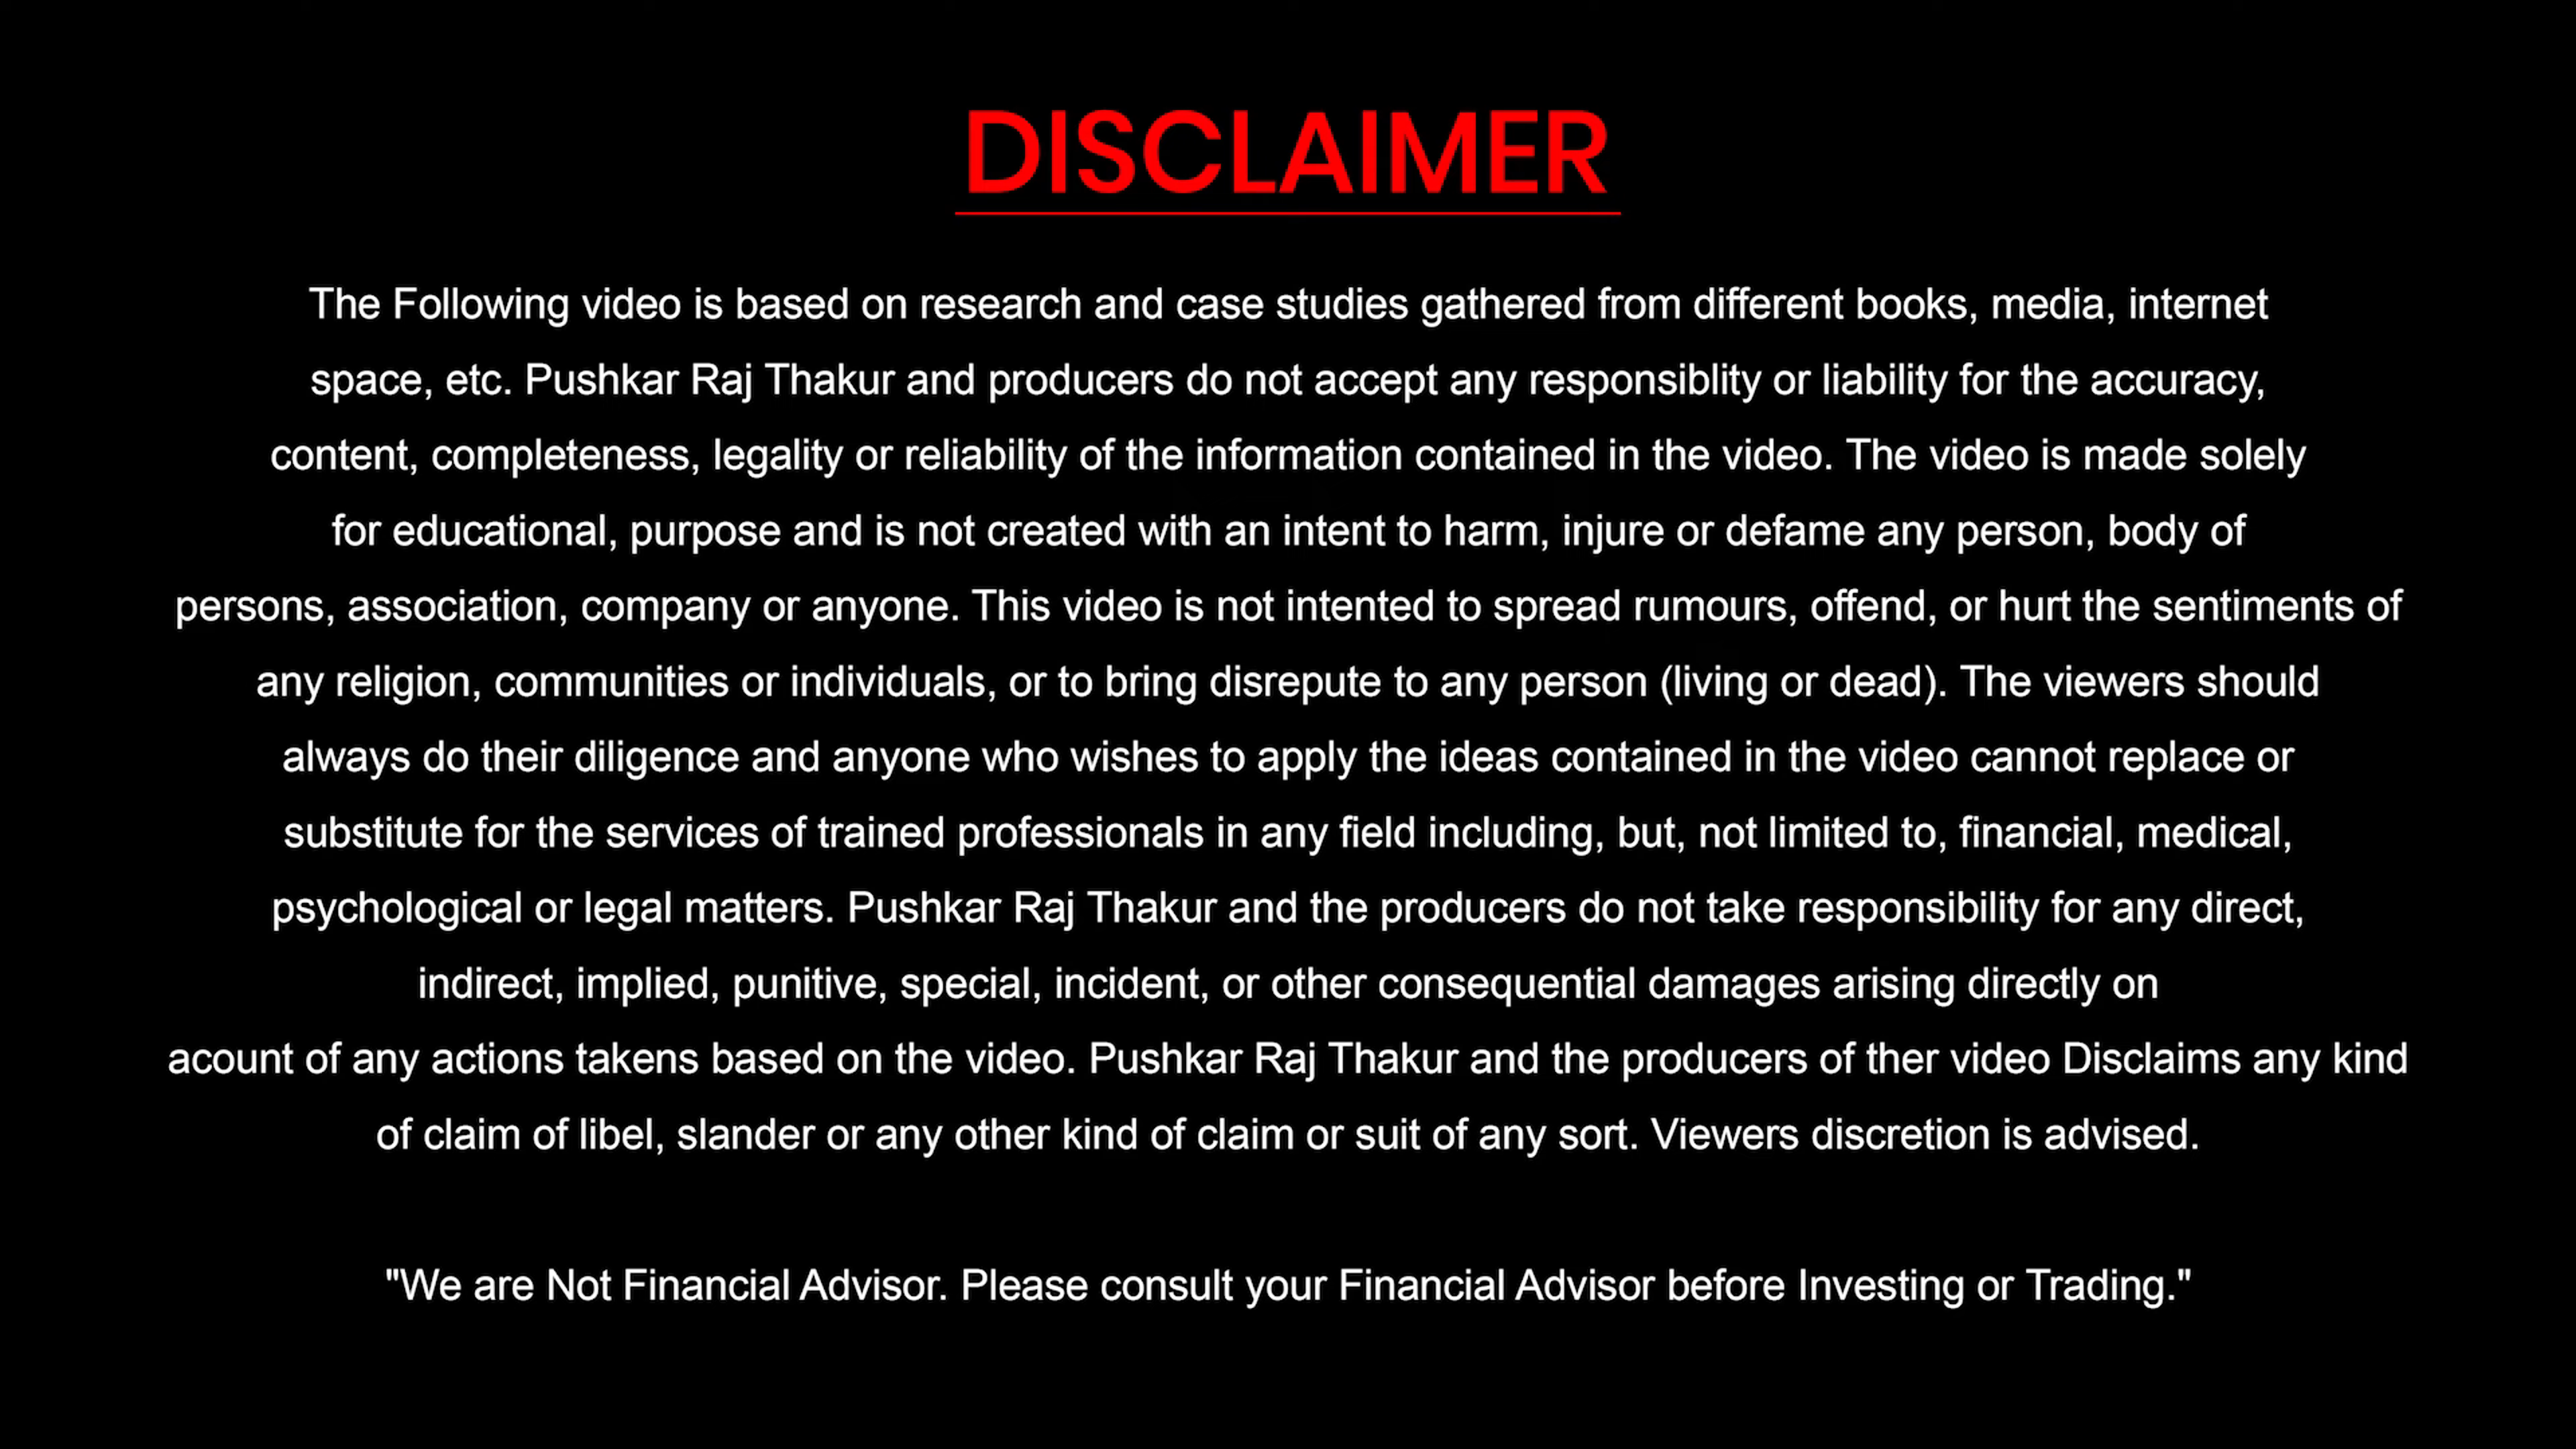 DISCLAIMER
The Following video is based on research and case studies gathered from different books, media, internet
space, etc. Pushkar Raj Thakur and producers do not accept any responsiblity or liability for the accuracy,
content, completeness, legality or reliability of the information contained in the video. The video is made solely
for educational, purpose and is not created with an intent to harm, injure or defame any person, body of
persons, association, company or anyone. This video is not intented to spread rumours, offend, or hurt the sentiments of
any religion, communities or individuals, or to bring disrepute to any person (living or dead). The viewers should
always do their diligence and anyone who wishes to apply the ideas contained in the video cannot replace or
substitute for the services of trained professionals in any field including, but, not limited to, financial, medical,
psychological or legal matters. Pushkar Raj Thakur and the producers do not take responsibility for any direct,
indirect, implied, punitive, special, incident, or other consequential damages arising directly on
acount of any actions takens based on the video. Pushkar Raj Thakur and the producers of ther video Disclaims any kind
of claim of libel, slander or any other kind of claim or suit of any sort. Viewers discretion is advised.
"We are Not Financial Advisor. Please consult your Financial Advisor before Investing or Trading."